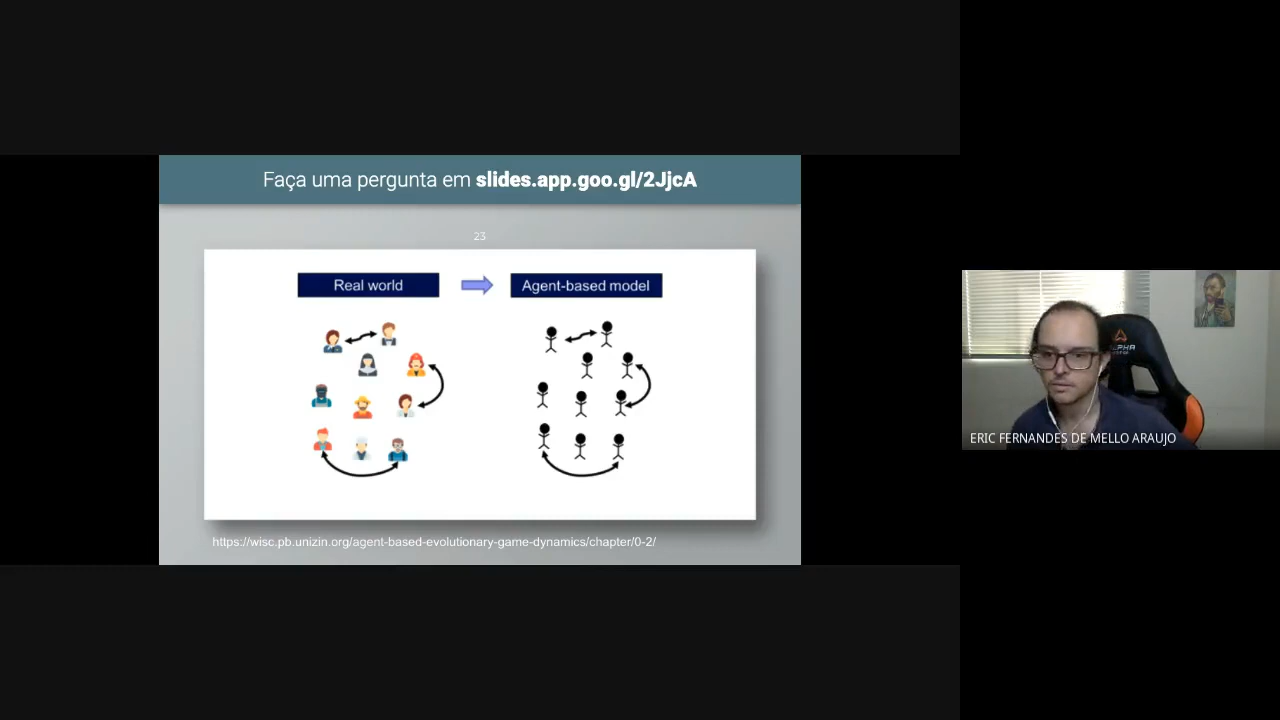 Faça uma pergunta em slides.app.goo.gl/2JjcA
23
Real world
Agent-based model
https://wisc.pb.unizin.org/agent-based-evolutionary-game-dynamics/chapter/0-2/
ERIC FERNANDES DE MELLO ARAUJO